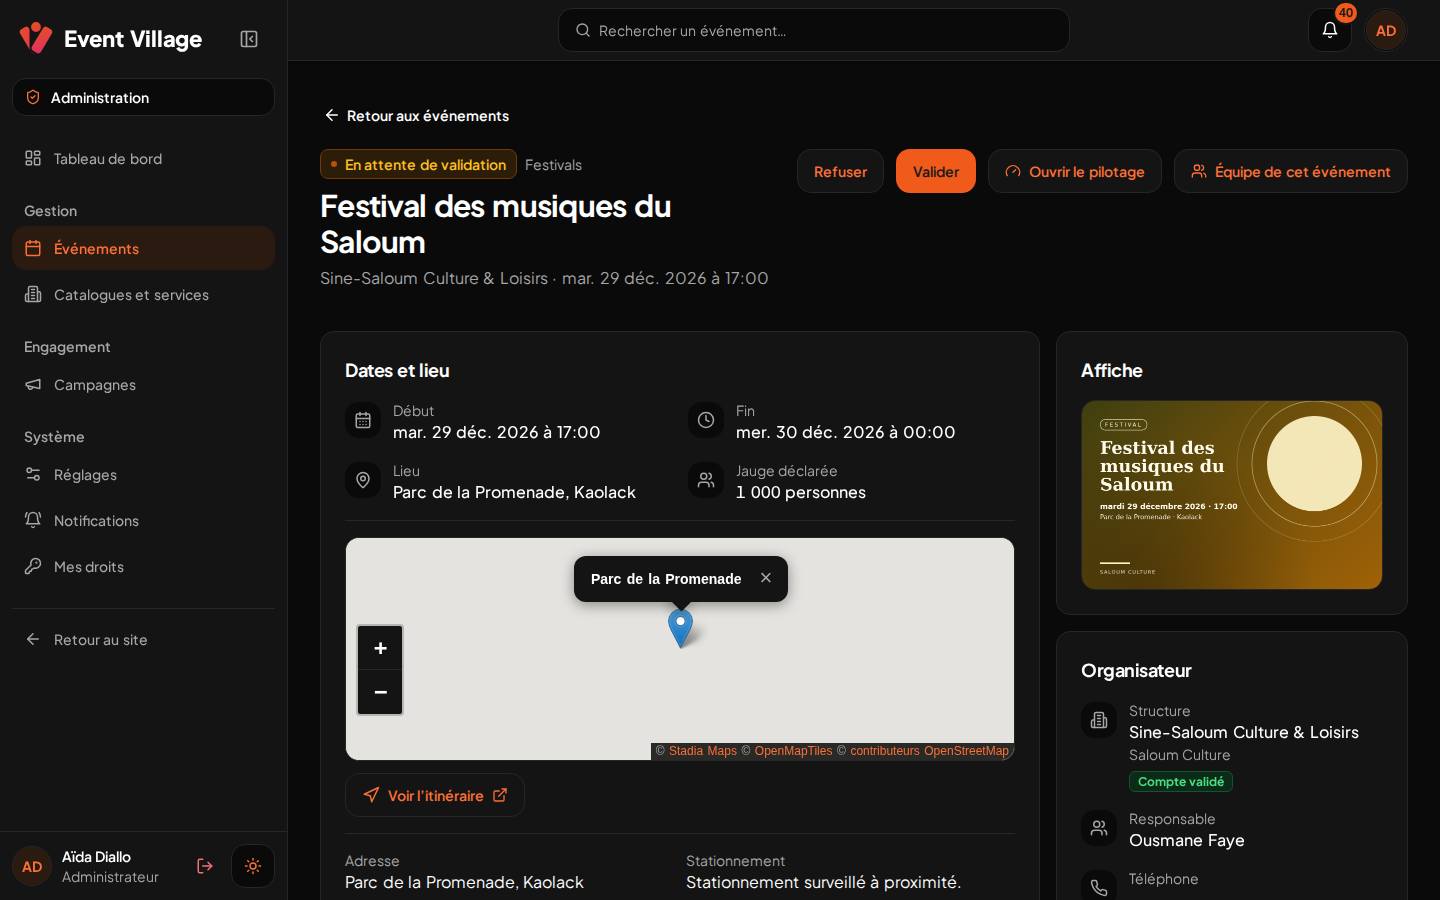 Event Village
Administration
Tableau de bord
Gestion
Événements
Catalogues et services
Engagement
Campagnes
Système
Réglages
Notifications
Mes droits
Retour au site
AD
Aïda Diallo
Administrateur
Rechercher un événement...
40
AD
Retour aux événements
En attente de validation
Festivals
Festival des musiques du
Saloum
Sine-Saloum Culture & Loisirs · mar. 29 déc. 2026 à 17:00
Refuser
Valider
Ouvrir le pilotage
Équipe de cet événement
Dates et lieu
Début
mar. 29 déc. 2026 à 17:00
Fin
mer. 30 déc. 2026 à 00:00
Lieu
Parc de la Promenade, Kaolack
Jauge déclarée
1 000 personnes
Parc de la Promenade ×
+
−
© Stadia Maps © OpenMapTiles © contributeurs OpenStreetMap
Voir l'itinéraire
Adresse
Parc de la Promenade, Kaolack
Stationnement
Stationnement surveillé à proximité.
Affiche
FESTIVAL
Festival des
musiques du
Saloum
mardi 29 décembre 2026 · 17:00
Parc de la Promenade · Kaolack
SALOUM CULTURE
Organisateur
Structure
Sine-Saloum Culture & Loisirs
Saloum Culture
Compte validé
Responsable
Ousmane Faye
Téléphone